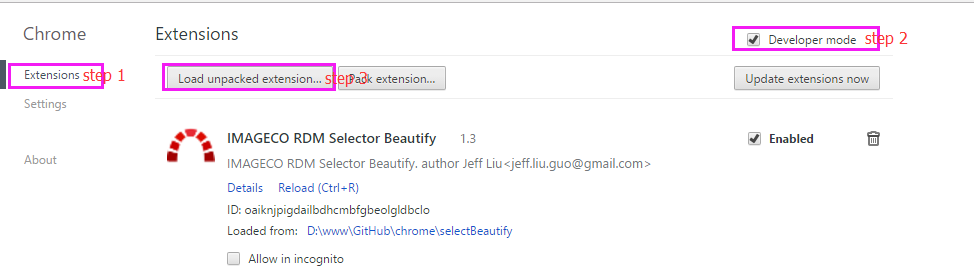 Chrome
Extensions
Developer mode step 2
Extensions step 1
Load unpacked extension... step 3
Pack extension...
Update extensions now
Settings
IMAGECO RDM Selector Beautify 1.3
Enabled
IMAGECO RDM Selector Beautify. author Jeff Liu<jeff.liu.guo@gmail.com>
About
Details Reload (Ctrl+R)
ID: oaiknjpigdailbdhcmbfgbeolgldbclo
Loaded from: D:\www\GitHub\chrome\selectBeautify
Allow in incognito